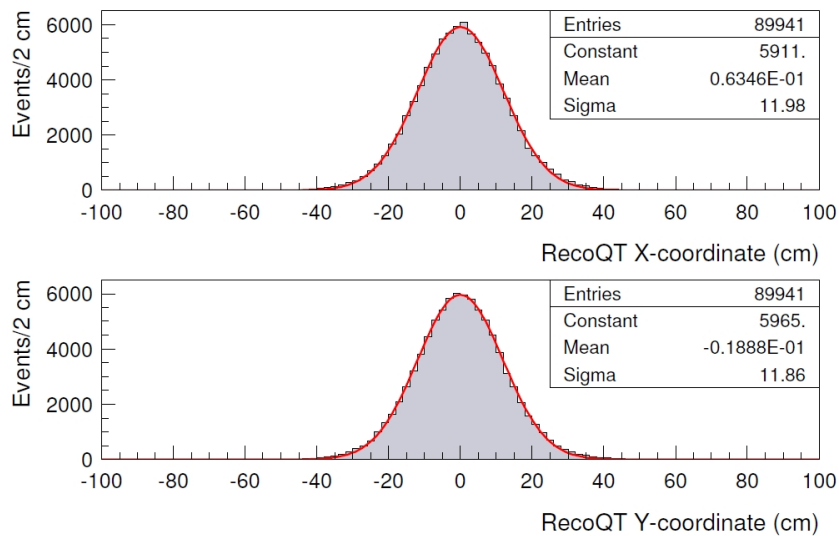 Events/2 cm
6000
4000
2000
0
Entries 89941
Constant 5911.
Mean 0.6346E-01
Sigma 11.98
-100 -80 -60 -40 -20 0 20 40 60 80 100
RecoQT X-coordinate (cm)
Events/2 cm
6000
4000
2000
0
Entries 89941
Constant 5965.
Mean -0.1888E-01
Sigma 11.86
-100 -80 -60 -40 -20 0 20 40 60 80 100
RecoQT Y-coordinate (cm)